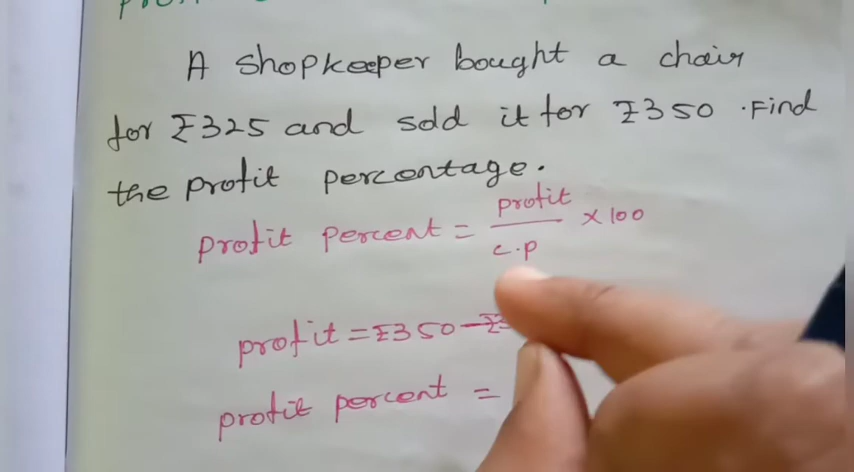 A shopkeeper bought a chair
for ₹325 and sold it for ₹350. Find
the profit percentage.
profit percent = profit / c.p × 100
profit = ₹350 - ₹3
profit percent =